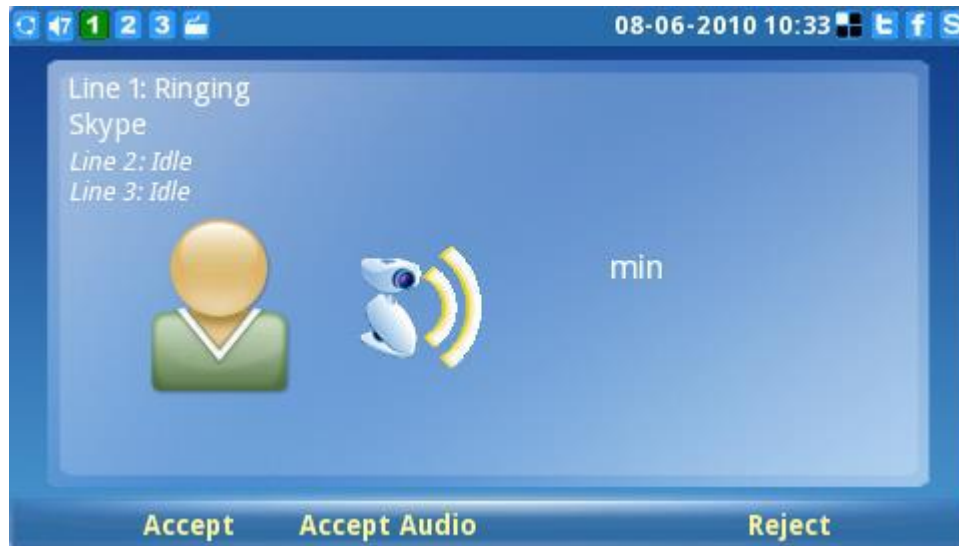 7 1 2 3 08-06-2010 10:33 t f S
Line 1: Ringing
Skype
Line 2: Idle
Line 3: Idle
min
Accept Accept Audio Reject